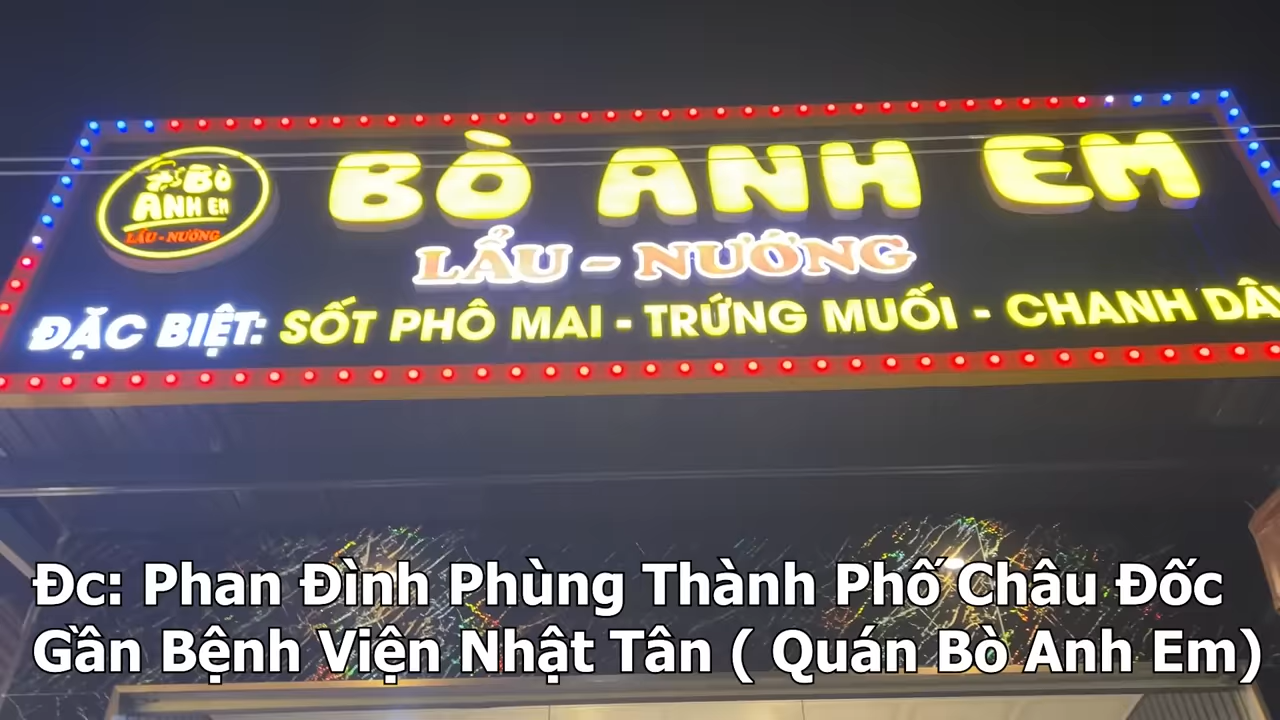 BÒ
ANH EM
LẨU - NƯỚNG
BÒ ANH EM
LẨU - NƯỚNG
ĐẶC BIỆT: SỐT PHÔ MAI - TRỨNG MUỐI - CHANH DÂY
Đc: Phan Đình Phùng Thành Phố Châu Đốc
Gần Bệnh Viện Nhật Tân ( Quán Bò Anh Em)